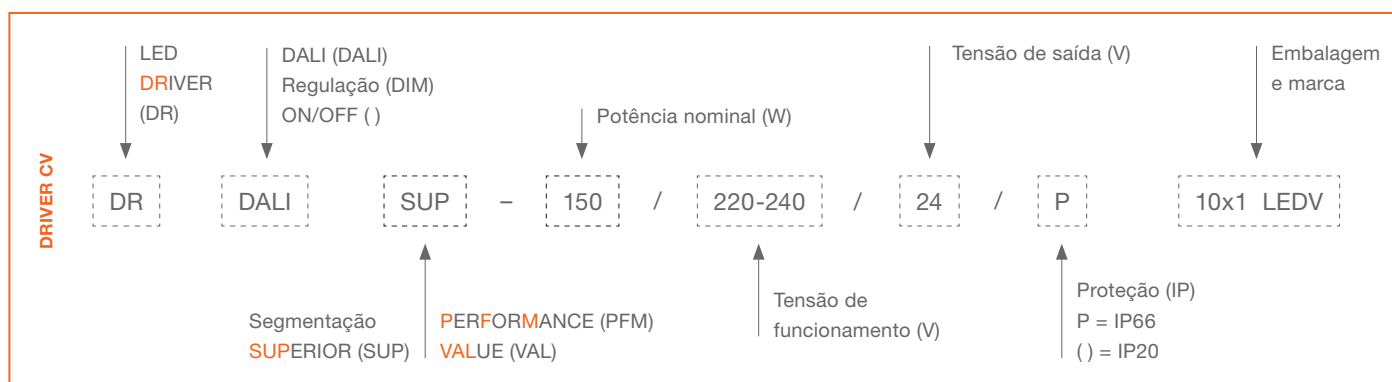 LED
DRIVER
(DR)
DALI (DALI)
Regulação (DIM)
ON/OFF ( )
Potência nominal (W)
Tensão de saída (V)
Embalagem
e marca
DRIVER CV
DR DALI SUP – 150 / 220-240 / 24 / P 10x1 LEDV
Segmentação
SUPERIOR (SUP)
PERFORMANCE (PFM)
VALUE (VAL)
Tensão de
funcionamento (V)
Proteção (IP)
P = IP66
( ) = IP20